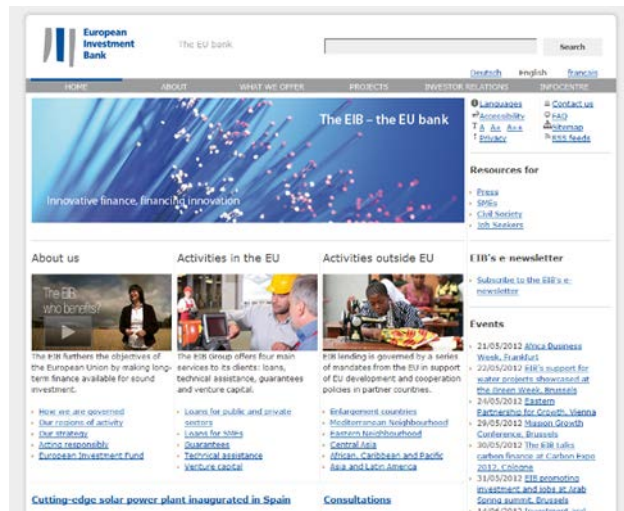 European
Investment
Bank
The EU bank
Search
Deutsch English français
HOME ABOUT WHAT WE OFFER PROJECTS INVESTOR RELATIONS INFOCENTRE
The EIB – the EU bank
Innovative finance, financing innovation
Languages Contact us
Accessibility FAQ
A A+ A++ Sitemap
Privacy RSS feeds
Resources for
Press
SMEs
Civil Society
Job Seekers
About us
The EIB:
who benefits?
The EIB furthers the objectives of
the European Union by making long-
term finance available for sound
investment.
How we are governed
Our regions of activity
Our strategy
Acting responsibly
European Investment Fund
Activities in the EU
The EIB Group offers four main
services to its clients: loans,
technical assistance, guarantees
and venture capital.
Loans for public and private
sectors
Loans for SMEs
Guarantees
Technical assistance
Venture capital
Activities outside EU
EIB lending is governed by a series
of mandates from the EU in support
of EU development and cooperation
policies in partner countries.
Enlargement countries
Mediterranean Neighbourhood
Eastern Neighbourhood
Central Asia
African, Caribbean and Pacific
Asia and Latin America
EIB's e-newsletter
Subscribe to the EIB's e-
newsletter
Events
21/05/2012 Africa Business
Week, Frankfurt
22/05/2012 EIB's support for
water projects showcased at
the Green Week, Brussels
24/05/2012 Eastern
Partnership for Growth, Vienna
29/05/2012 Mission Growth
Conference, Brussels
30/05/2012 The EIB talks
carbon finance at Carbon Expo
2012, Cologne
31/05/2012 EIB promoting
investment and jobs at Arab
Spring summit, Brussels
14/06/2012 Investment and
Cutting-edge solar power plant inaugurated in Spain
Consultations